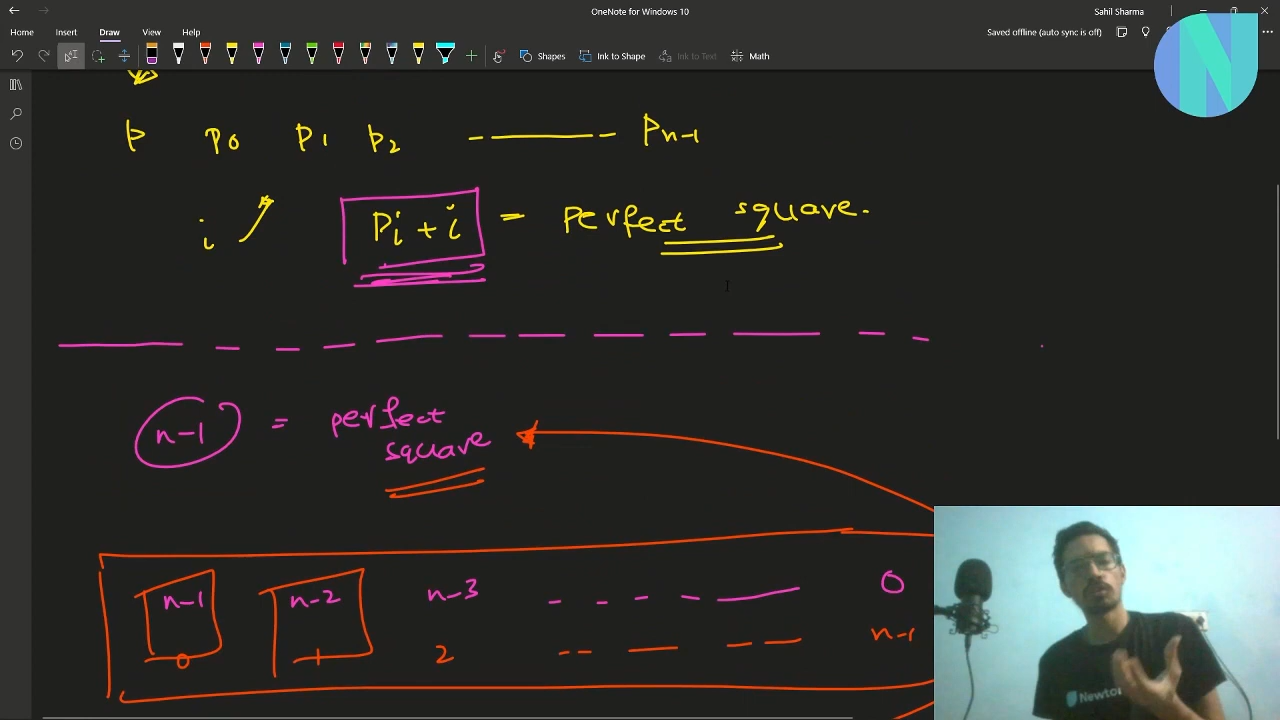 OneNote for Windows 10
Sahil Sharma
Home Insert Draw View Help
Saved offline (auto sync is off)
Shapes Ink to Shape Ink to Text Math
P P0 P1 P2 Pn-1
i Pi + i = Perfect square.
n-1 = perfect
square
n-1 n-2 n-3 0
0 1 2 n-1
Newton